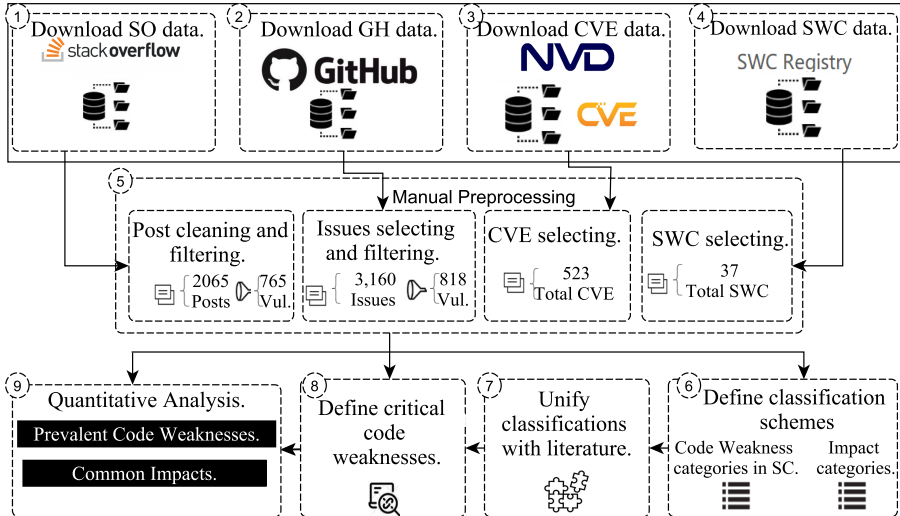 1
Download SO data.
stackoverflow
2
Download GH data.
GitHub
3
Download CVE data.
NVD
CVE
4
Download SWC data.
SWC Registry
5
Manual Preprocessing
Post cleaning and
filtering.
2065
Posts
765
Vul.
Issues selecting
and filtering.
3,160
Issues
818
Vul.
CVE selecting.
523
Total CVE
SWC selecting.
37
Total SWC
9
Quantitative Analysis.
Prevalent Code Weaknesses.
Common Impacts.
8
Define critical
code
weaknesses.
7
Unify
classifications
with literature.
6
Define classification
schemes
Code Weakness
categories in SC.
Impact
categories.